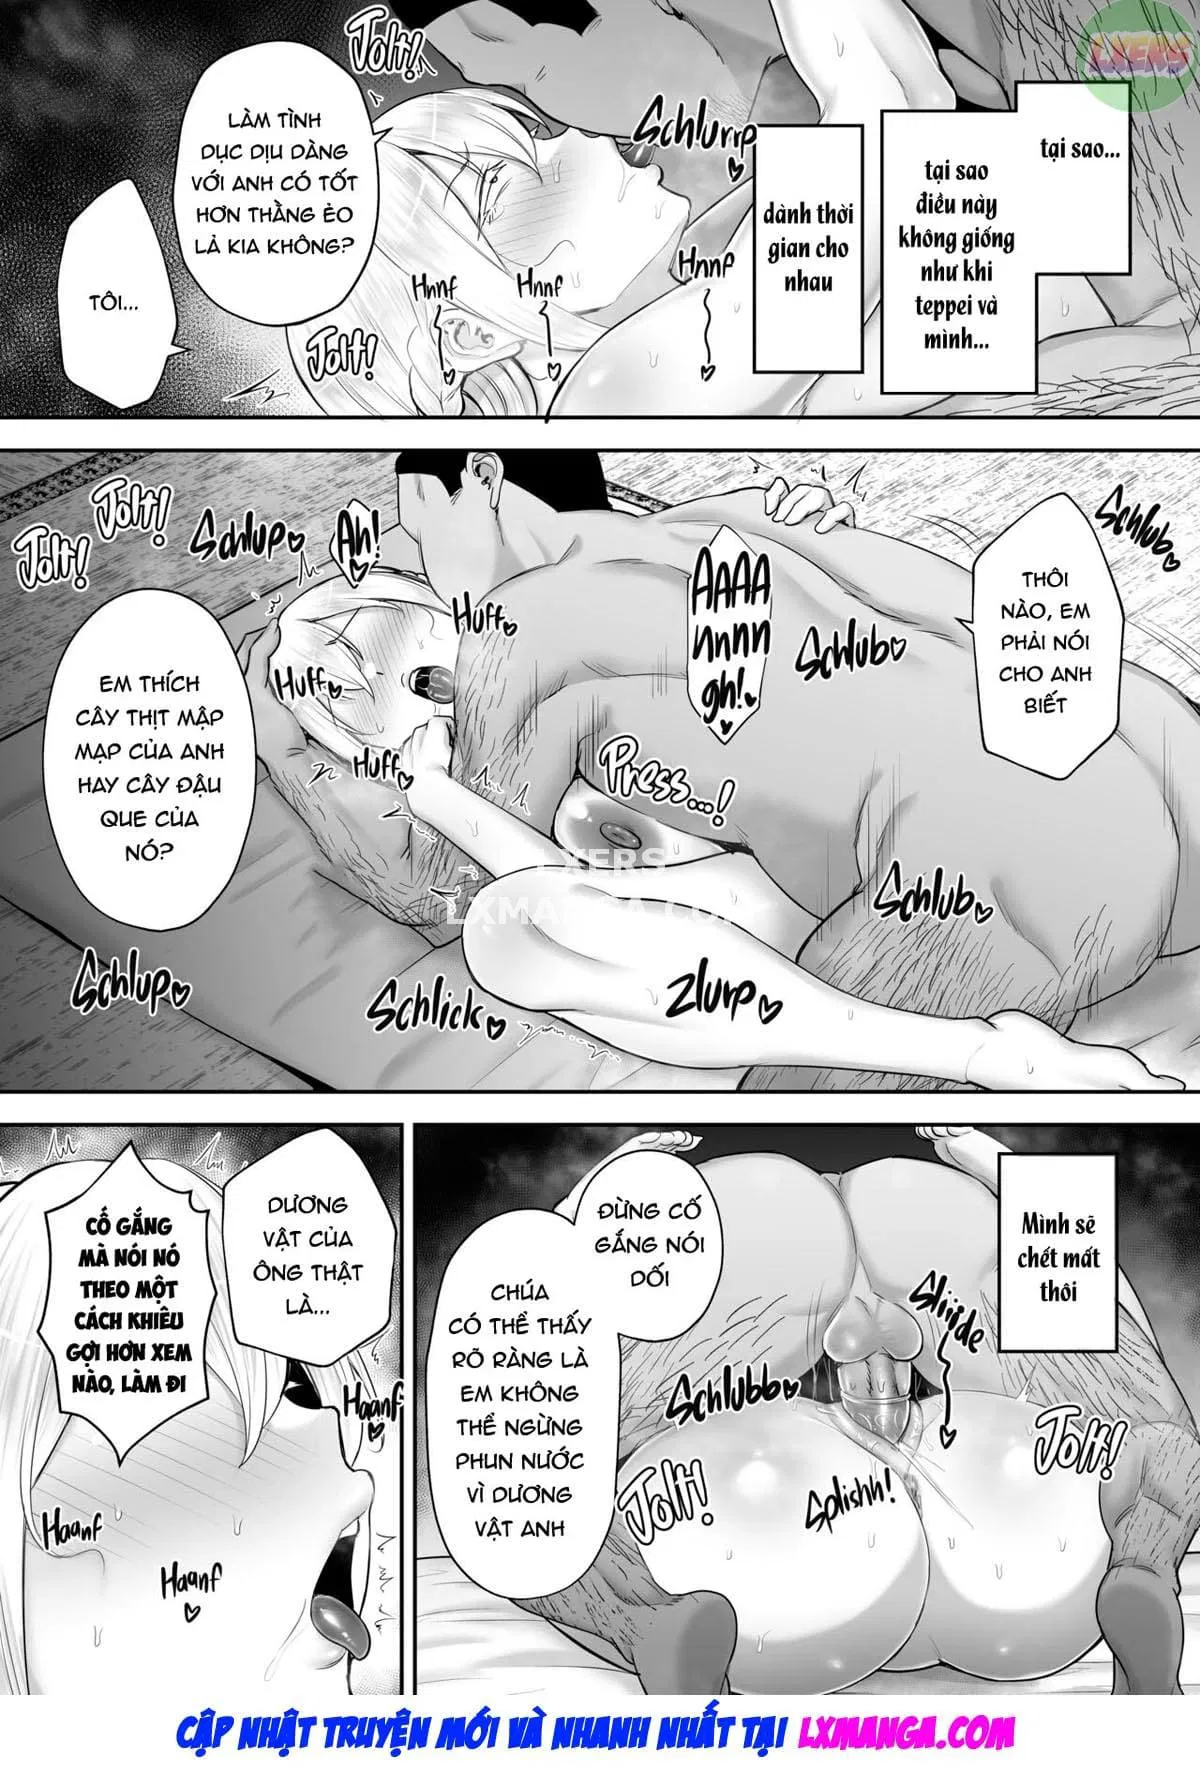 tại sao...
tại sao
điều này
không giống
như khi
teppei và
mình...
dành thời
gian cho
nhau
LÀM TÌNH
DỤC DỊU DÀNG
VỚI ANH CÓ TỐT
HƠN THẰNG ẺO
LẢ KIA KHÔNG?
TÔI...
Jolt!
Schlurrp
Hnnf
Hnnf
Hnnf
Jolt!
LXERS
THÔI
NÀO, EM
PHẢI NÓI
CHO ANH
BIẾT
EM THÍCH
CÂY THỊT MẬP
MẠP CỦA ANH
HAY CÂY ĐẬU
QUE CỦA
NÓ?
Schlub
Jolt!
Jolt!
Schlup
Ah!
Huff
Huff
Huff
AAAA
nnnnn
gh!
Schlub
Press...!
Schlub
Schlup
Schlick
Zlurp
LXERS
LXMANGA.COM
Mình sẽ
chết mất
thôi
ĐỪNG CỐ
GẮNG NÓI
DỐI
CHÚA
CÓ THỂ THẤY
RÕ RÀNG LÀ
EM KHÔNG
THỂ NGỪNG
PHUN NƯỚC
VÌ DƯƠNG
VẬT ANH
Sliiide
Schlubb
Jolt!
Jolt!
Splishh!
DƯƠNG
VẬT CỦA
ÔNG THẬT
LÀ...
CỐ GẮNG
MÀ NÓI NÓ
THEO MỘT
CÁCH KHIÊU
GỢI HƠN XEM
NÀO, LÀM ĐI
Haanf
Haanf
Haanf
CẬP NHẬT TRUYỆN MỚI VÀ NHANH NHẤT TẠI LXMANGA.COM